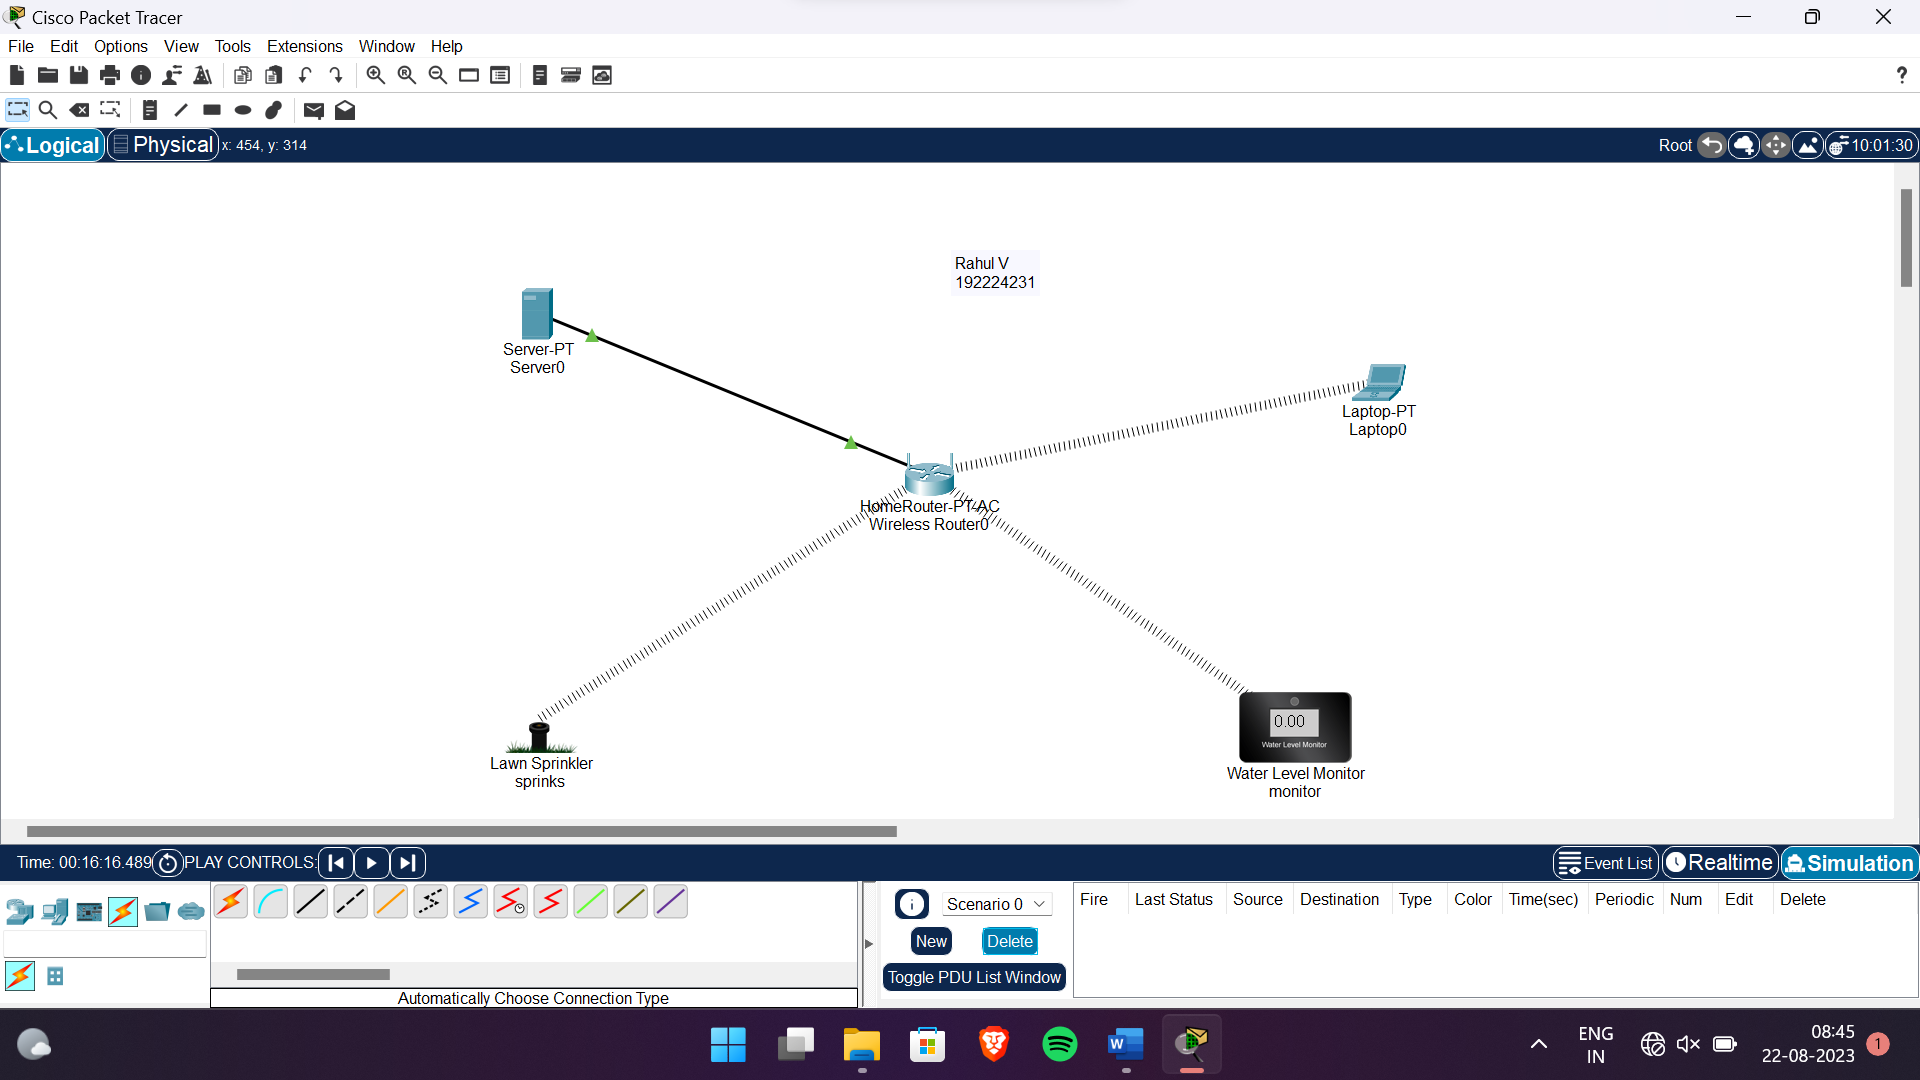 Cisco Packet Tracer
File Edit Options View Tools Extensions Window Help
?
Logical Physical x: 454, y: 314 Root 10:01:30
Rahul V
192224231
Server-PT
Server0
Laptop-PT
Laptop0
HomeRouter-PT-AC
Wireless Router0
Lawn Sprinkler
sprinks
0.00
Water Level Monitor
Water Level Monitor
monitor
Time: 00:16:16.489 PLAY CONTROLS: Event List Realtime Simulation
Scenario 0
New Delete
Toggle PDU List Window
Fire Last Status Source Destination Type Color Time(sec) Periodic Num Edit Delete
Automatically Choose Connection Type
ENG
IN
08:45
22-08-2023
1